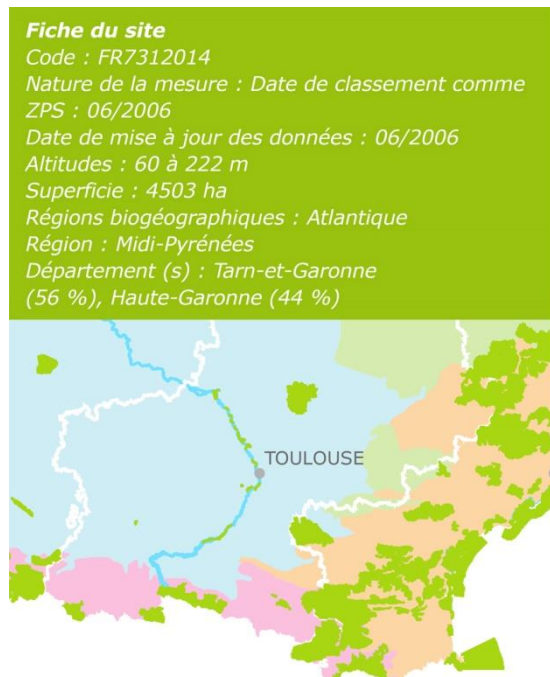 Fiche du site
Code : FR7312014
Nature de la mesure : Date de classement comme
ZPS : 06/2006
Date de mise à jour des données : 06/2006
Altitudes : 60 à 222 m
Superficie : 4503 ha
Régions biogéographiques : Atlantique
Région : Midi-Pyrénées
Département (s) : Tarn-et-Garonne
(56 %), Haute-Garonne (44 %)
TOULOUSE